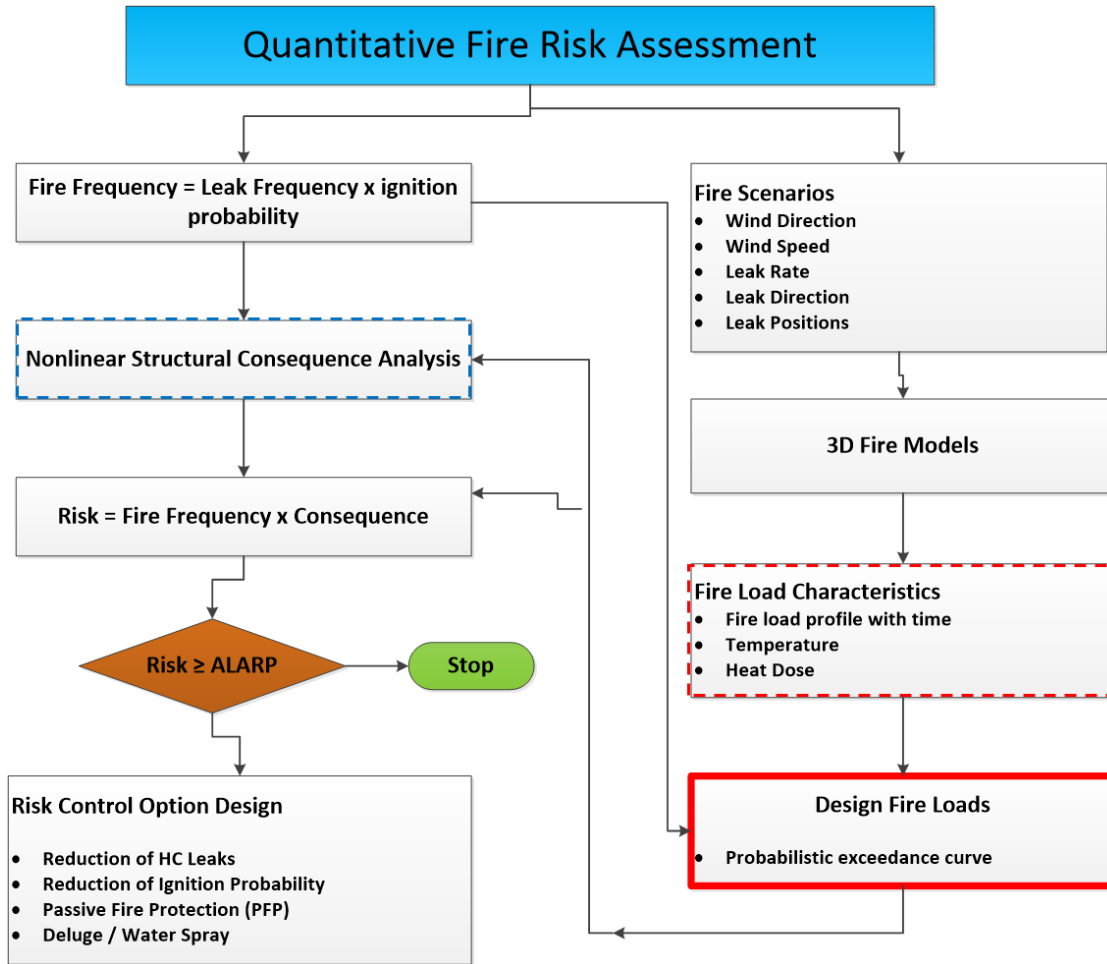 Quantitative Fire Risk Assessment
Fire Frequency = Leak Frequency x ignition
probability
Nonlinear Structural Consequence Analysis
Risk = Fire Frequency x Consequence
Risk ≥ ALARP
Stop
Risk Control Option Design
• Reduction of HC Leaks
• Reduction of Ignition Probability
• Passive Fire Protection (PFP)
• Deluge / Water Spray
Fire Scenarios
• Wind Direction
• Wind Speed
• Leak Rate
• Leak Direction
• Leak Positions
3D Fire Models
Fire Load Characteristics
• Fire load profile with time
• Temperature
• Heat Dose
Design Fire Loads
• Probabilistic exceedance curve